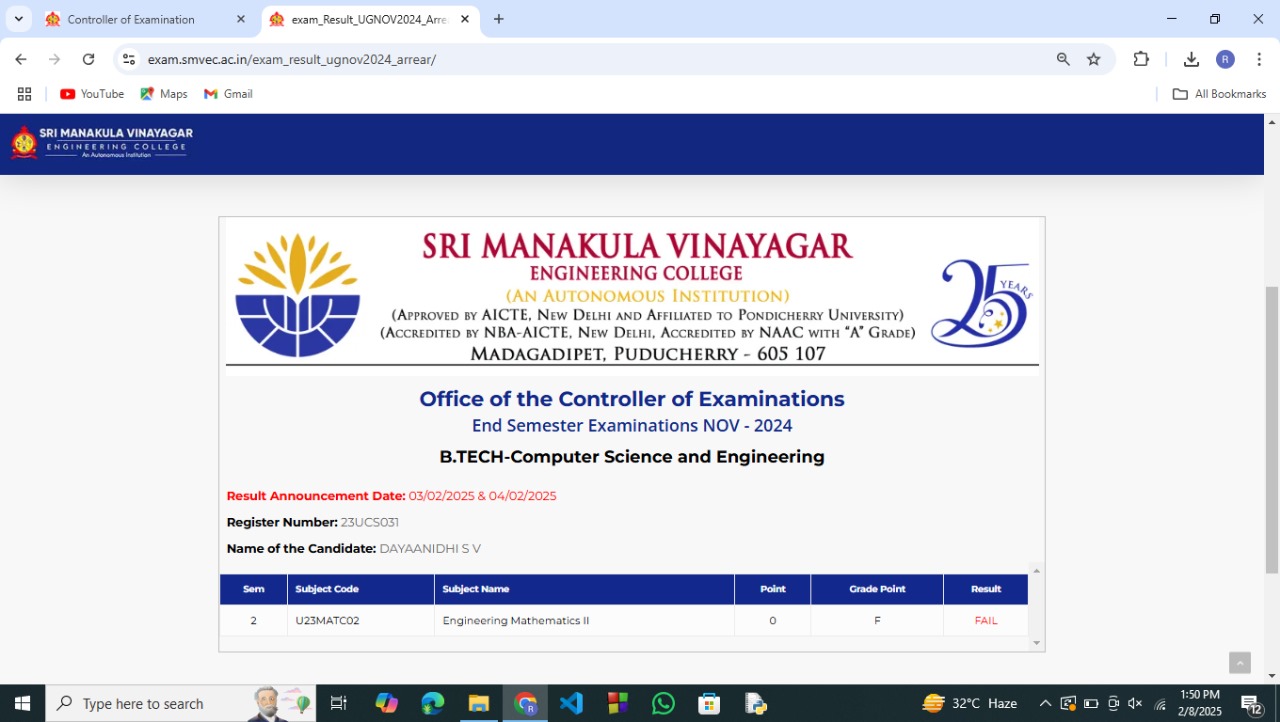 Controller of Examination
exam_Result_UGNOV2024_Arre
exam.smvec.ac.in/exam_result_ugnov2024_arrear/
R
YouTube
Maps
Gmail
All Bookmarks
SRI MANAKULA VINAYAGAR
ENGINEERING COLLEGE
An Autonomous Institution
SRI MANAKULA VINAYAGAR
ENGINEERING COLLEGE
(AN AUTONOMOUS INSTITUTION)
(APPROVED BY AICTE, NEW DELHI AND AFFILIATED TO PONDICHERRY UNIVERSITY)
(ACCREDITED BY NBA-AICTE, NEW DELHI, ACCREDITED BY NAAC WITH “A” GRADE)
MADAGADIPET, PUDUCHERRY - 605 107
25 YEARS
Office of the Controller of Examinations
End Semester Examinations NOV - 2024
B.TECH-Computer Science and Engineering
Result Announcement Date: 03/02/2025 & 04/02/2025
Register Number: 23UCS031
Name of the Candidate: DAYAANIDHI S V
Sem Subject Code Subject Name Point Grade Point Result
2 U23MATC02 Engineering Mathematics II 0 F FAIL
Type here to search
32°C Haze
1:50 PM
2/8/2025
12